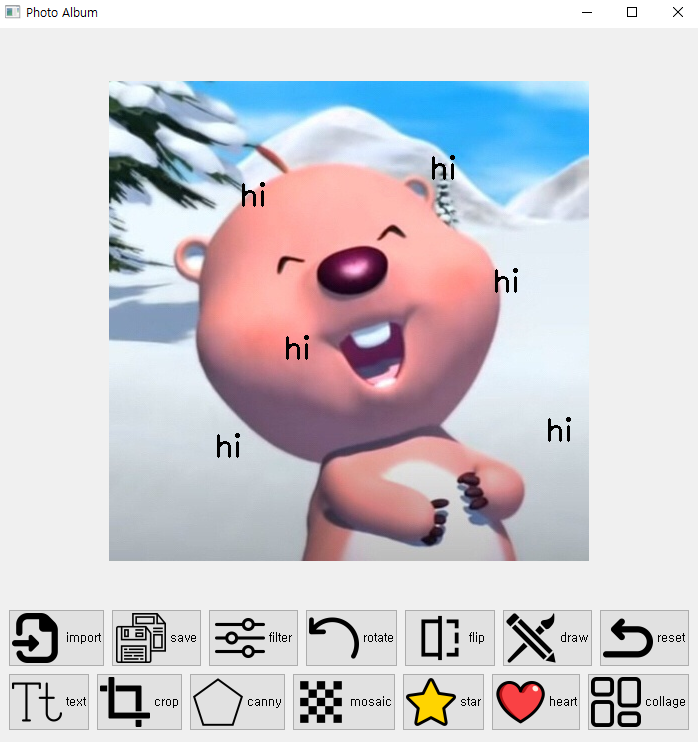 Photo Album
hi
hi
hi
hi
hi
hi
import save filter rotate flip draw reset
text crop canny mosaic star heart collage